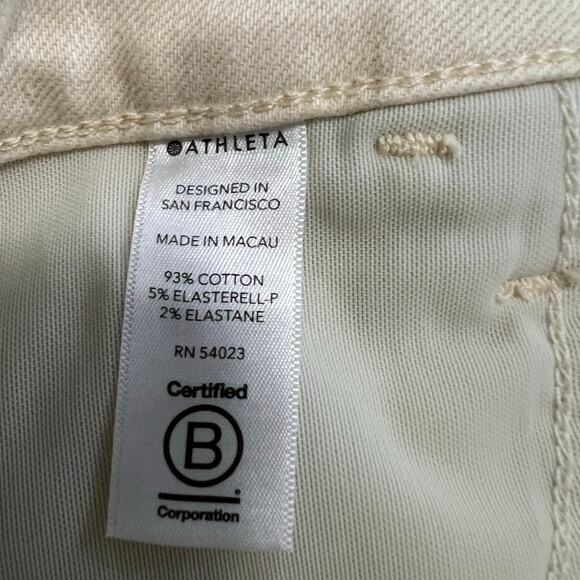 ATHLETA
DESIGNED IN
SAN FRANCISCO
MADE IN MACAU
93% COTTON
5% ELASTERELL-P
2% ELASTANE
RN 54023
Certified
B
Corporation